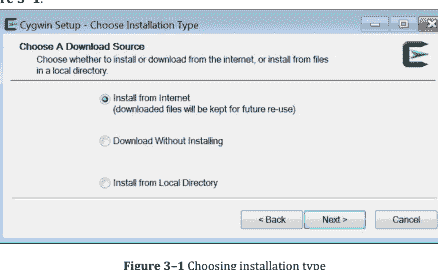 Cygwin Setup - Choose Installation Type
Choose A Download Source
Choose whether to install or download from the internet, or install from files
in a local directory.
Install from Internet
(downloaded files will be kept for future re-use)
Download Without Installing
Install from Local Directory
< Back Next > Cancel
Figure 3–1 Choosing installation type